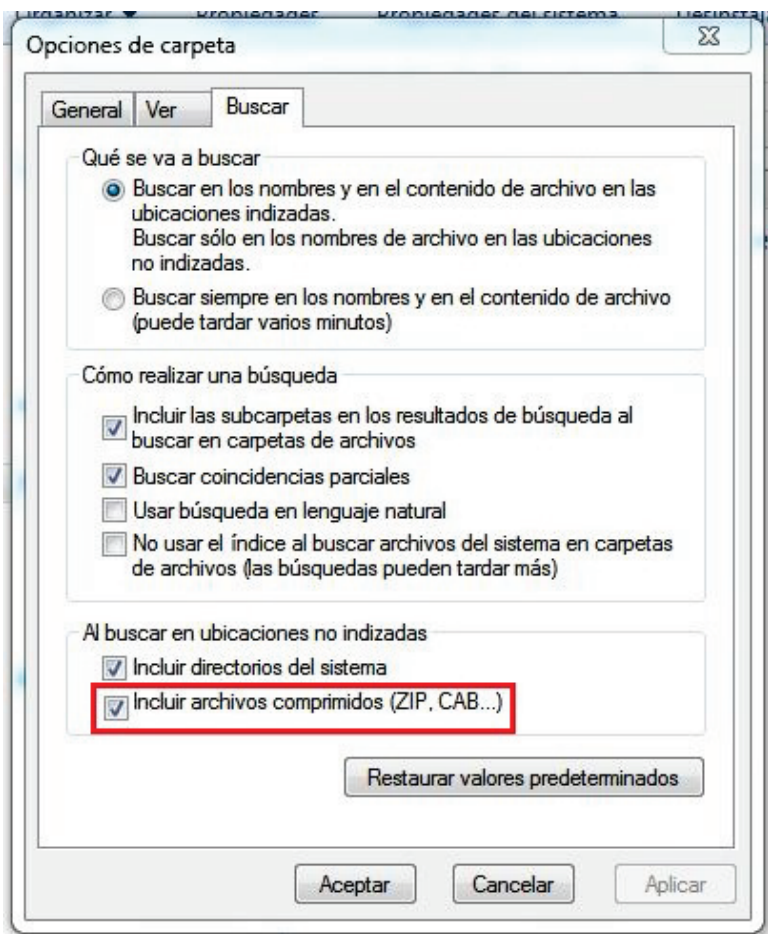 Organizar Propiedades Propiedades del sistema
Opciones de carpeta
General Ver Buscar
Qué se va a buscar
Buscar en los nombres y en el contenido de archivo en las
ubicaciones indizadas.
Buscar sólo en los nombres de archivo en las ubicaciones
no indizadas.
Buscar siempre en los nombres y en el contenido de archivo
(puede tardar varios minutos)
Cómo realizar una búsqueda
Incluir las subcarpetas en los resultados de búsqueda al
buscar en carpetas de archivos
Buscar coincidencias parciales
Usar búsqueda en lenguaje natural
No usar el índice al buscar archivos del sistema en carpetas
de archivos (las búsquedas pueden tardar más)
Al buscar en ubicaciones no indizadas
Incluir directorios del sistema
Incluir archivos comprimidos (ZIP, CAB...)
Restaurar valores predeterminados
Aceptar Cancelar Aplicar